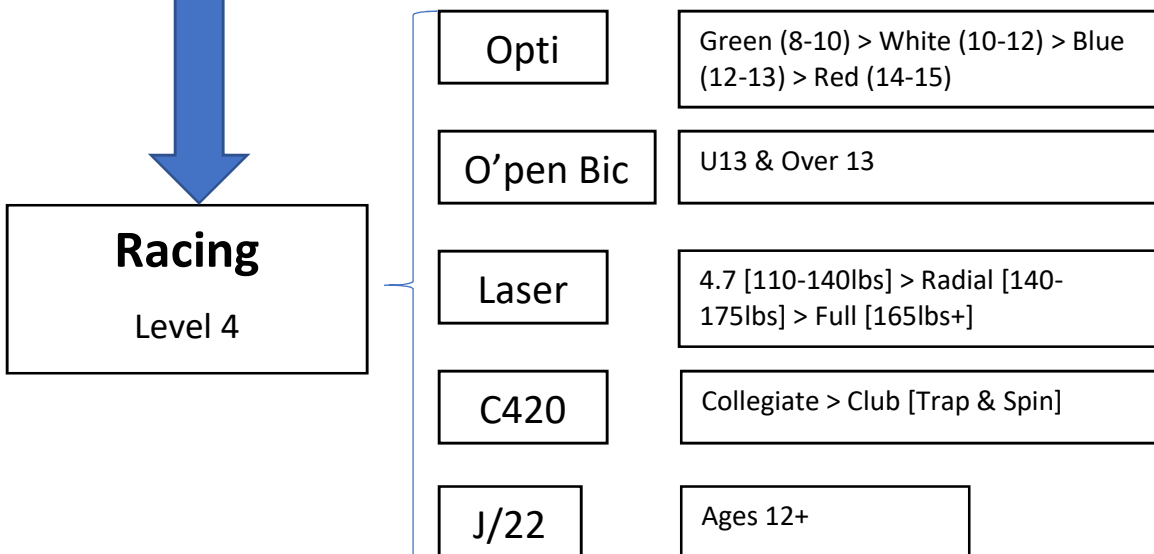 Racing
Level 4
Opti
Green (8-10) > White (10-12) > Blue
(12-13) > Red (14-15)
O’pen Bic
U13 & Over 13
Laser
4.7 [110-140lbs] > Radial [140-
175lbs] > Full [165lbs+]
C420
Collegiate > Club [Trap & Spin]
J/22
Ages 12+